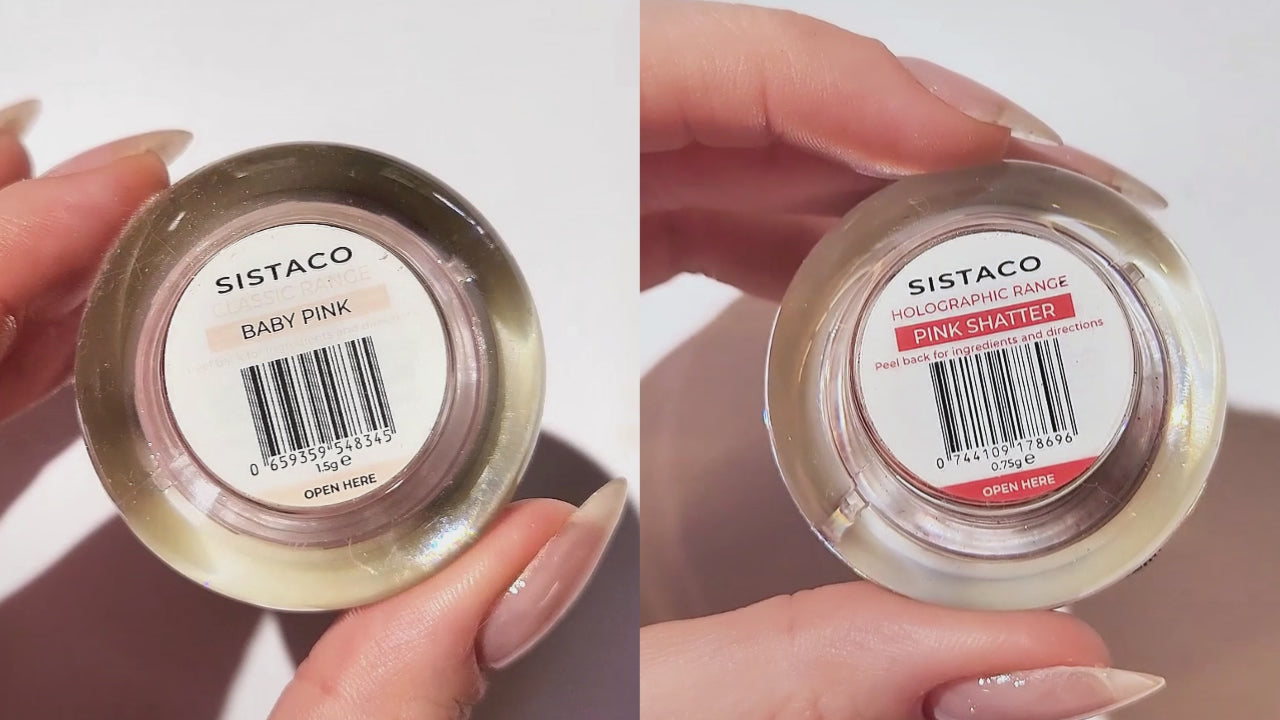 SISTACO
CLASSIC RANGE
BABY PINK
0 659359 548345
1.5g e
OPEN HERE
SISTACO
HOLOGRAPHIC RANGE
PINK SHATTER
Peel back for ingredients and directions
0 744109 178696
0.75g e
OPEN HERE